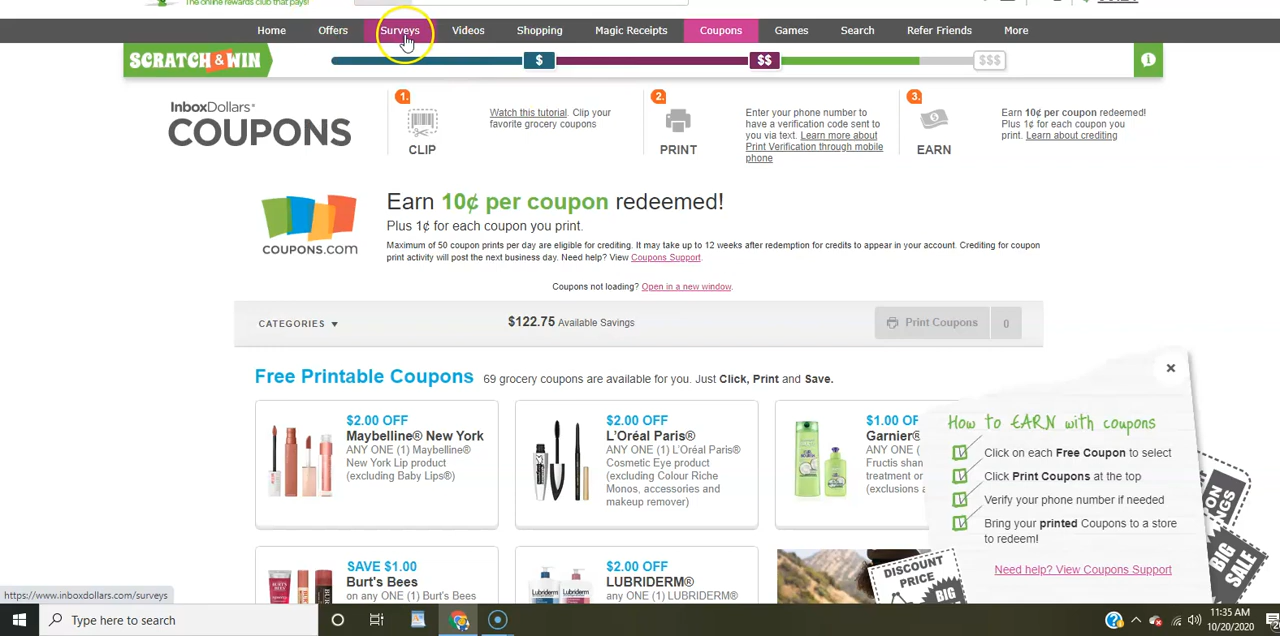 The online rewards club that pays!
Home Offers Surveys Videos Shopping Magic Receipts Coupons Games Search Refer Friends More
SCRATCH & WIN
$ $$ $$$
InboxDollars®
COUPONS
1.
CLIP
Watch this tutorial. Clip your
favorite grocery coupons
2.
PRINT
Enter your phone number to
have a verification code sent to
you via text. Learn more about
Print Verification through mobile
phone
3.
EARN
Earn 10¢ per coupon redeemed!
Plus 1¢ for each coupon you
print. Learn about crediting
COUPONS.COM
Earn 10¢ per coupon redeemed!
Plus 1¢ for each coupon you print.
Maximum of 50 coupon prints per day are eligible for crediting. It may take up to 12 weeks after redemption for credits to appear in your account. Crediting for coupon
print activity will post the next business day. Need help? View Coupons Support.
Coupons not loading? Open in a new window.
CATEGORIES
$122.75 Available Savings
Print Coupons 0
Free Printable Coupons 69 grocery coupons are available for you. Just Click, Print and Save.
$2.00 OFF
Maybelline® New York
ANY ONE (1) Maybelline®
New York Lip product
(excluding Baby Lips®)
$2.00 OFF
L'Oréal Paris®
ANY ONE (1) L'Oréal Paris®
Cosmetic Eye product
(excluding Colour Riche
Monos, accessories and
makeup remover)
$1.00 OF
Garnier®
ANY ONE (1)
Fructis shan
treatment or
(exclusions a
How to EARN with coupons
Click on each Free Coupon to select
Click Print Coupons at the top
Verify your phone number if needed
Bring your printed Coupons to a store
to redeem!
Need help? View Coupons Support
DISCOUNT
PRICE
BIG
BIG
SALE
SAVE $1.00
Burt's Bees
on any ONE (1) Burt's Bees
$2.00 OFF
LUBRIDERM®
any ONE (1) LUBRIDERM®
https://www.inboxdollars.com/surveys
Type here to search
11:35 AM
10/20/2020